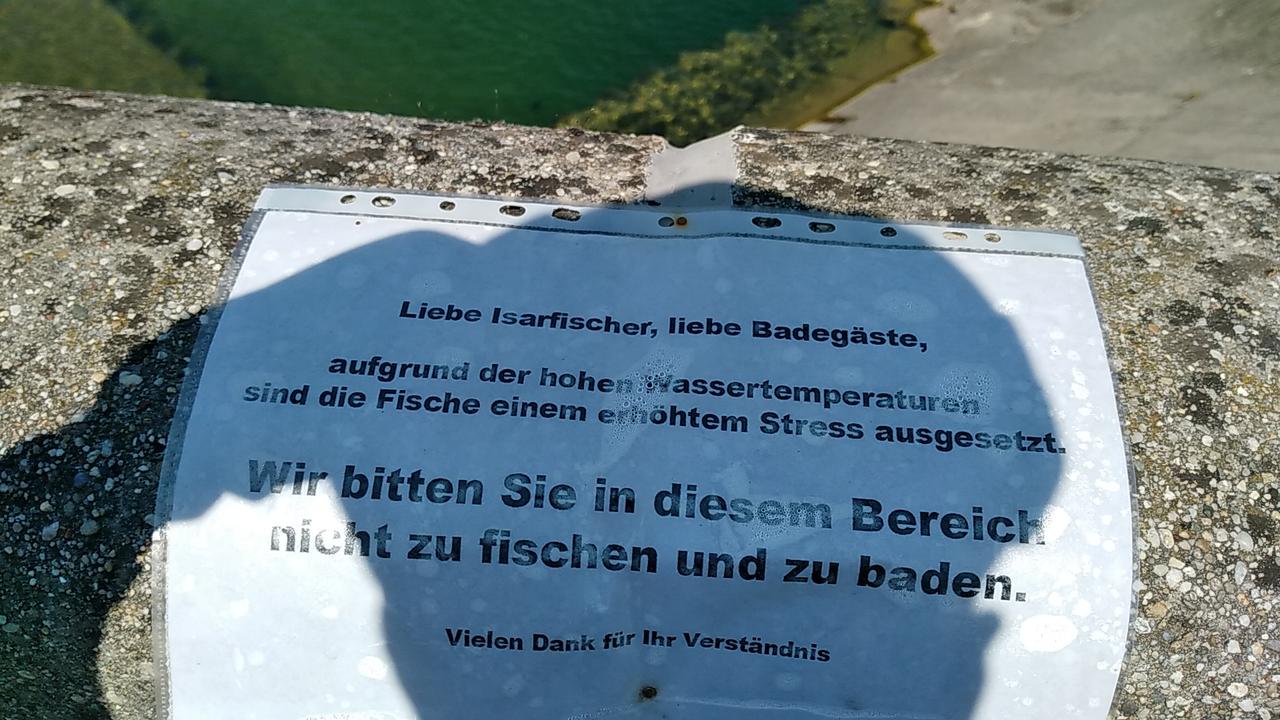 Liebe Isarfischer, liebe Badegäste,
aufgrund der hohen Wassertemperaturen
sind die Fische einem erhöhtem Stress ausgesetzt.
Wir bitten Sie in diesem Bereich
nicht zu fischen und zu baden.
Vielen Dank für Ihr Verständnis